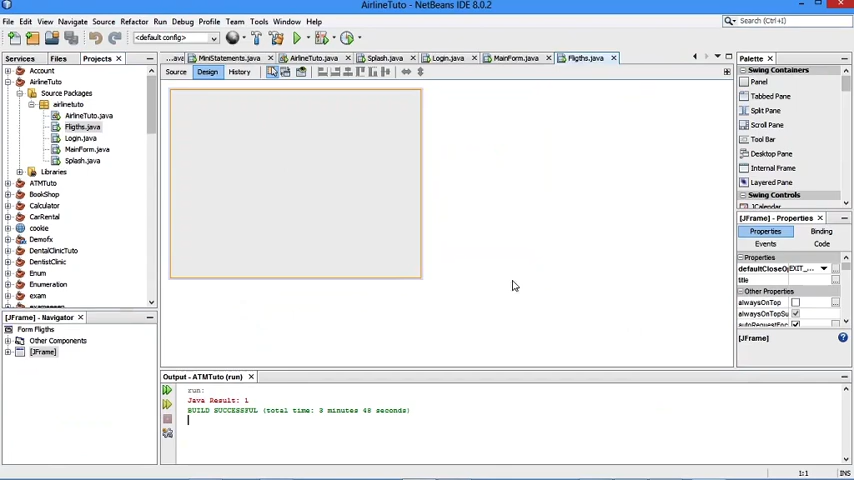 AirlineTuto - NetBeans IDE 8.0.2
File Edit View Navigate Source Refactor Run Debug Profile Team Tools Window Help
Search (Ctrl+I)
<default config>
Services Files Projects
...ava MiniStatements.java AirlineTuto.java Splash.java Login.java MainForm.java Fligths.java
Palette
Source Design History
Account
AirlineTuto
Source Packages
airlinetuto
AirlineTuto.java
Fligths.java
Login.java
MainForm.java
Splash.java
Libraries
ATMTuto
BookShop
Calculator
CarRental
cookie
Demofx
DentalClinicTuto
DentistClinic
Enum
Enumeration
exam
Swing Containers
Panel
Tabbed Pane
Split Pane
Scroll Pane
Tool Bar
Desktop Pane
Internal Frame
Layered Pane
Swing Controls
JCalendar
[JFrame] - Properties
Properties Binding
Events Code
Properties
defaultCloseOp EXIT_... ...
title ...
Other Properties
alwaysOnTop ...
alwaysOnTopSu ...
autoRequestFoc ...
[JFrame]
[JFrame] - Navigator
Form Fligths
Other Components
[JFrame]
Output - ATMTuto (run)
run:
Java Result: 1
BUILD SUCCESSFUL (total time: 3 minutes 48 seconds)
1:1 INS